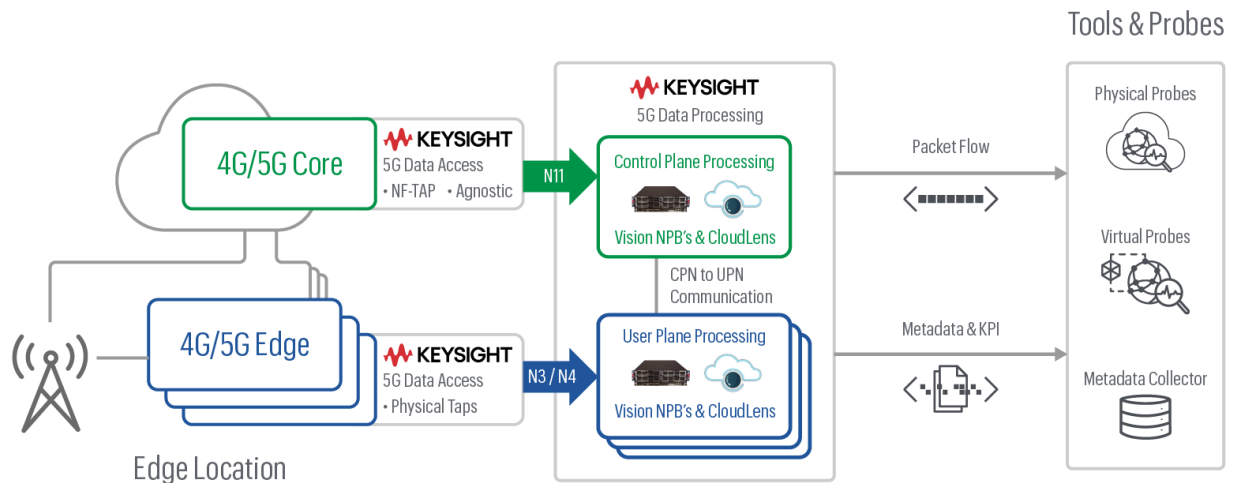 Tools & Probes
KEYSIGHT
5G Data Processing
4G/5G Core
KEYSIGHT
5G Data Access
• NF-TAP • Agnostic
N11
Control Plane Processing
Vision NPB's & CloudLens
CPN to UPN
Communication
4G/5G Edge
KEYSIGHT
5G Data Access
• Physical Taps
N3 / N4
User Plane Processing
Vision NPB's & CloudLens
Packet Flow
Metadata & KPI
Physical Probes
Virtual Probes
Metadata Collector
Edge Location